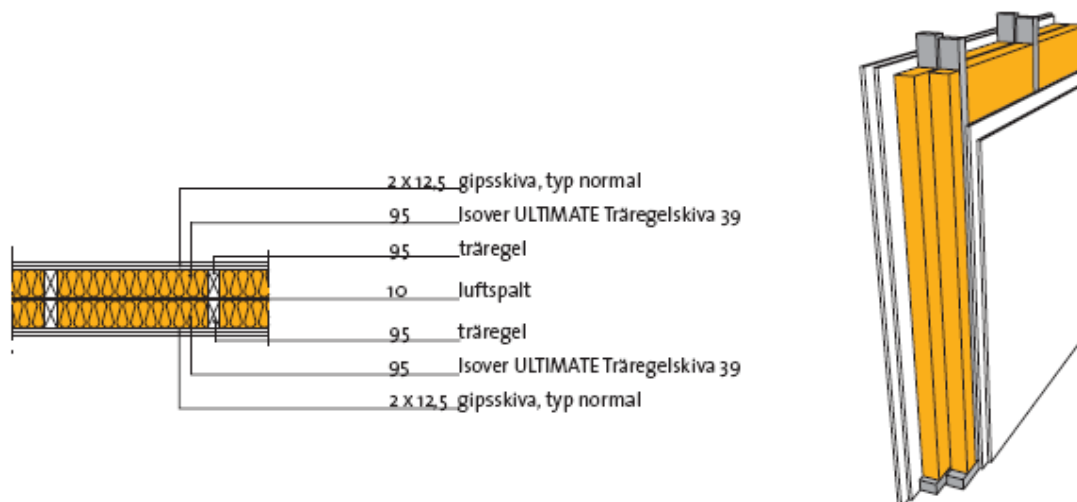 2 x 12,5 gipsskiva, typ normal
95 Isover ULTIMATE Träregelskiva 39
95 träregel
10 luftspalt
95 träregel
95 Isover ULTIMATE Träregelskiva 39
2 x 12,5 gipsskiva, typ normal